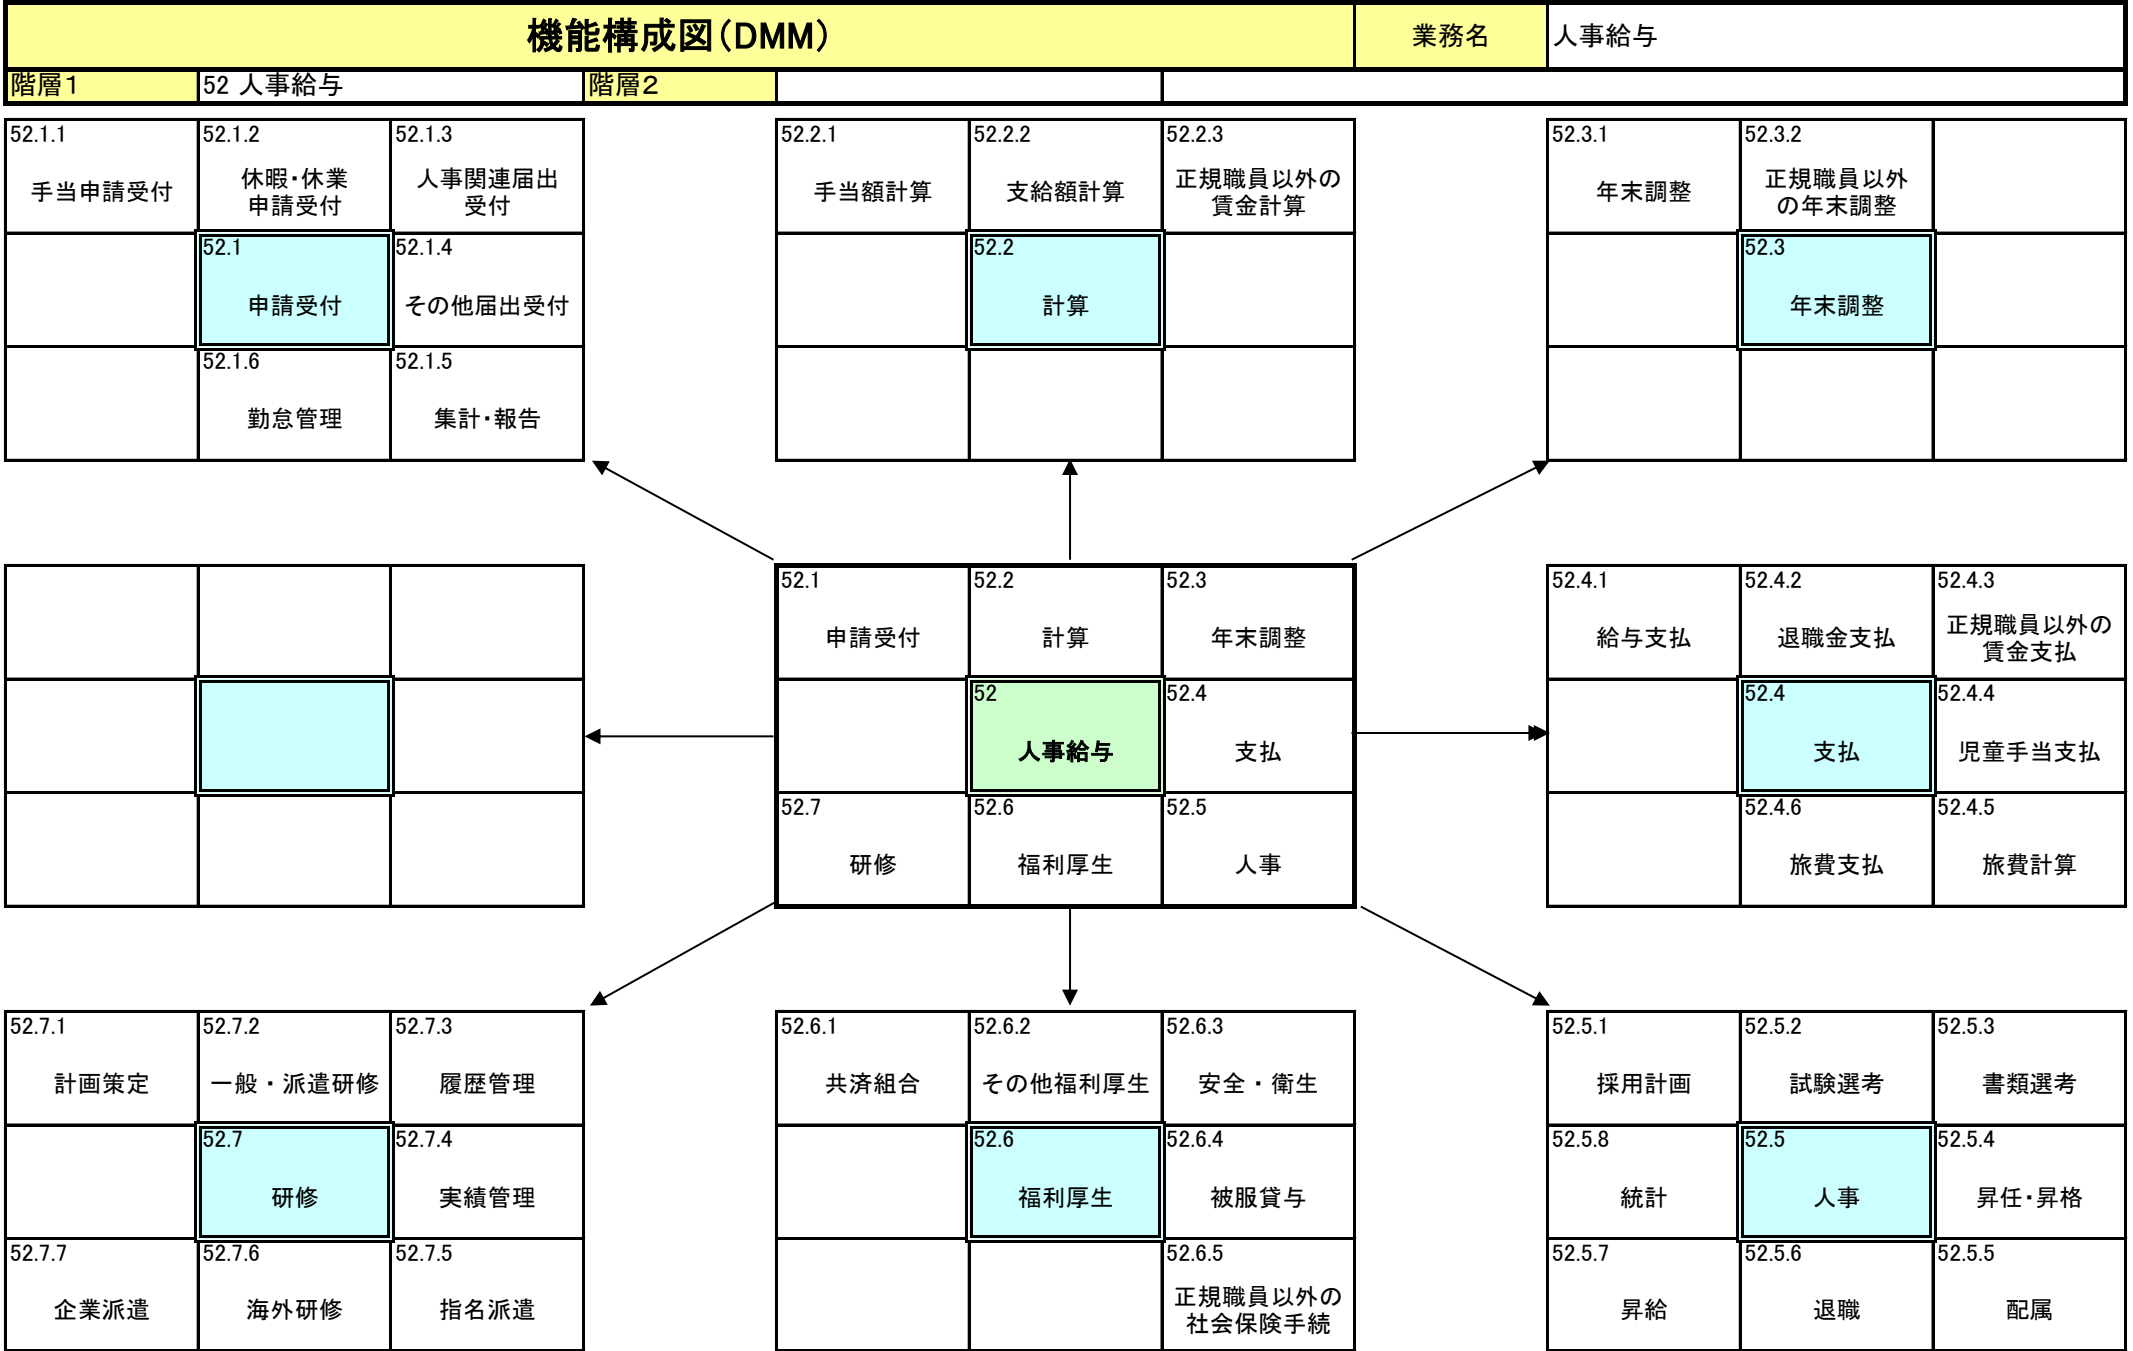 機能構成図(DMM)
業務名
人事給与
階層1
52 人事給与
階層2
52.1.1
手当申請受付
52.1.2
休暇・休業
申請受付
52.1.3
人事関連届出
受付
52.1
申請受付
52.1.4
その他届出受付
52.1.6
勤怠管理
52.1.5
集計・報告
52.2.1
手当額計算
52.2.2
支給額計算
52.2.3
正規職員以外の
賃金計算
52.2
計算
52.3.1
年末調整
52.3.2
正規職員以外
の年末調整
52.3
年末調整
52.1
申請受付
52.2
計算
52.3
年末調整
52
人事給与
52.4
支払
52.7
研修
52.6
福利厚生
52.5
人事
52.4.1
給与支払
52.4.2
退職金支払
52.4.3
正規職員以外の
賃金支払
52.4
支払
52.4.4
児童手当支払
52.4.6
旅費支払
52.4.5
旅費計算
52.7.1
計画策定
52.7.2
一般・派遣研修
52.7.3
履歴管理
52.7
研修
52.7.4
実績管理
52.7.7
企業派遣
52.7.6
海外研修
52.7.5
指名派遣
52.6.1
共済組合
52.6.2
その他福利厚生
52.6.3
安全・衛生
52.6
福利厚生
52.6.4
被服貸与
52.6.5
正規職員以外の
社会保険手続
52.5.1
採用計画
52.5.2
試験選考
52.5.3
書類選考
52.5.8
統計
52.5
人事
52.5.4
昇任・昇格
52.5.7
昇給
52.5.6
退職
52.5.5
配属